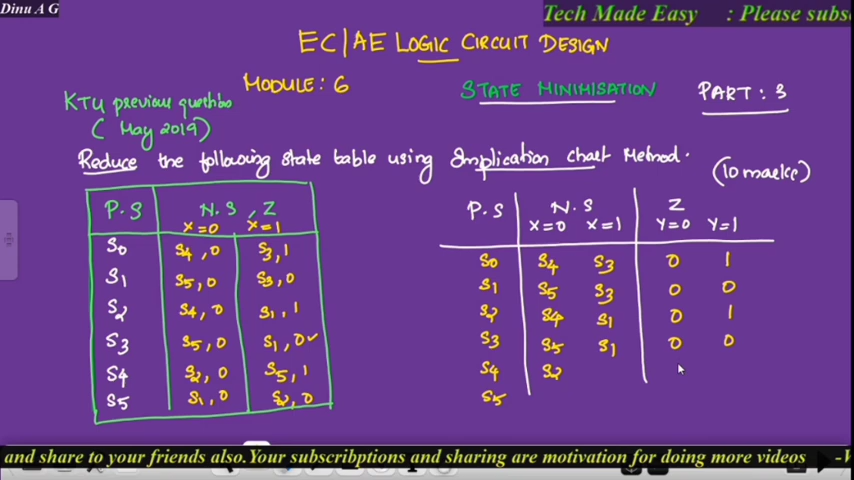 Dinu A G
Tech Made Easy : : Please subs
EC|AE LOGIC CIRCUIT DESIGN
MODULE : 6
STATE MINIMISATION
PART : 3
KTU previous question
( May 2019)
Reduce the following state table using Implication chart Method.
(10 marks)
P.S N.S , Z
X=0 X=1
S0 S4,0 S3,1
S1 S5,0 S3,0
S2 S4,0 S1,1
S3 S5,0 S1,0✓
S4 S2,0 S5,1
S5 S1,0 S2,0
P.S N.S Z
X=0 X=1 Y=0 Y=1
S0 S4 S3 0 1
S1 S5 S3 0 0
S2 S4 S1 0 1
S3 S5 S1 0 0
S4 S2
S5
and share to your friends also.Your subscribptions and sharing are motivation for doing more videos -V